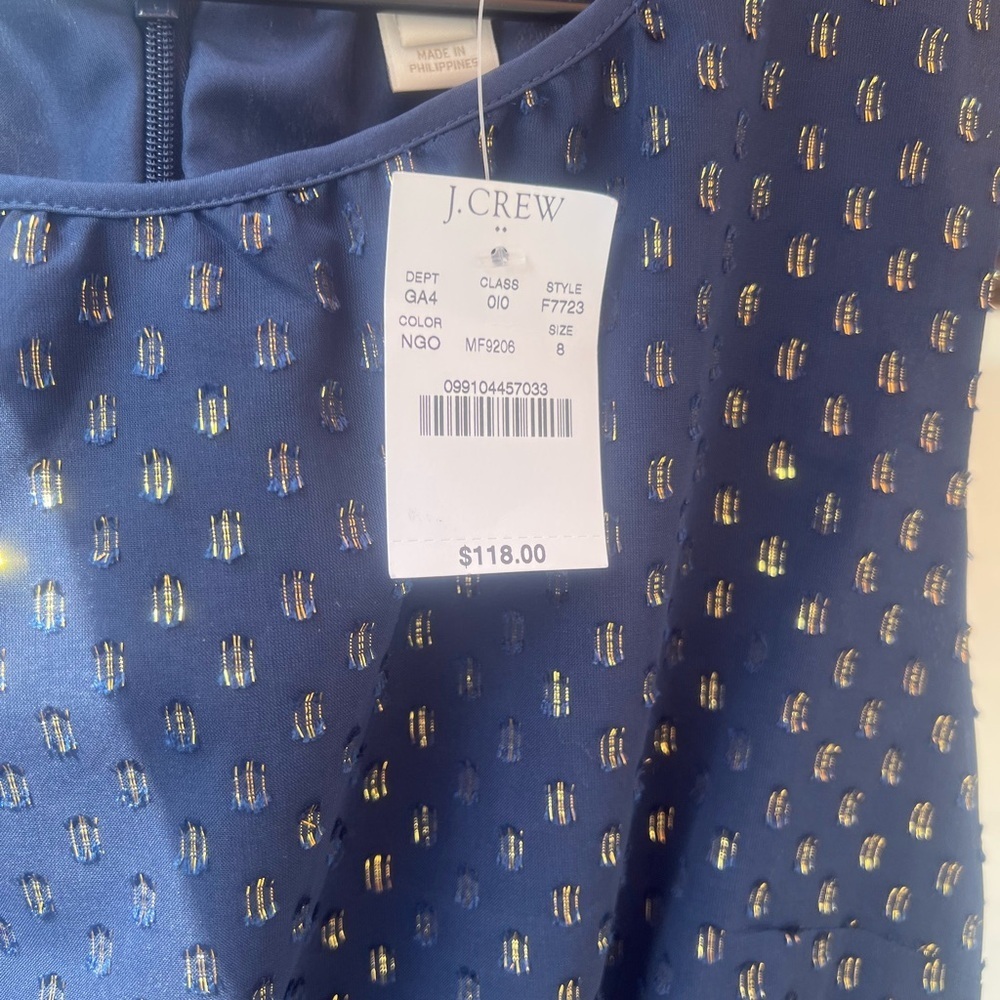 MADE IN
PHILIPPINES
J.CREW
DEPT CLASS STYLE
GA4 010 F7723
COLOR SIZE
NGO MF9206 8
099104457033
$118.00